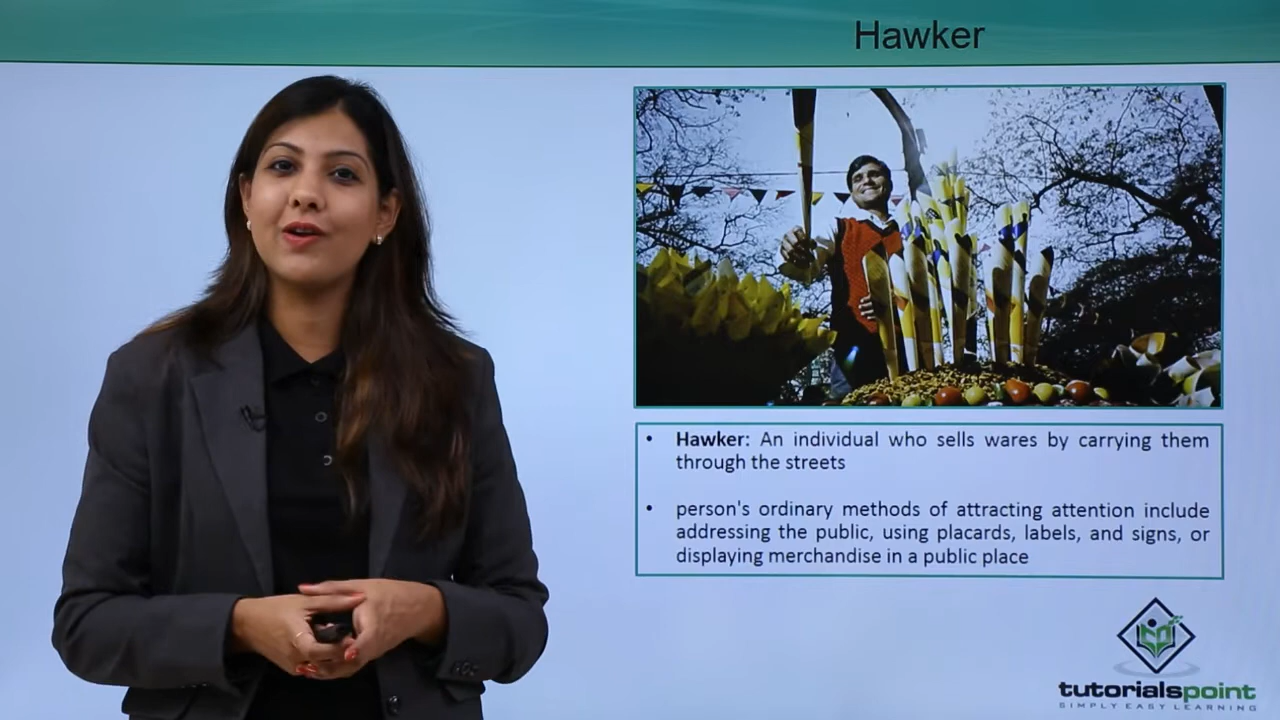 Hawker
• Hawker: An individual who sells wares by carrying them
through the streets
• person's ordinary methods of attracting attention include
addressing the public, using placards, labels, and signs, or
displaying merchandise in a public place
tutorialspoint
SIMPLY EASY LEARNING